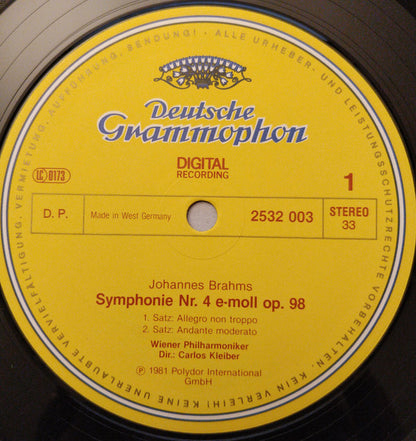 ALLE URHEBER- UND LEISTUNGSSCHUTZRECHTE VORBEHALTEN · KEIN VERLEIH! KEINE UNERLAUBTE VERVIELFÄLTIGUNG, VERMIETUNG, AUFFÜHRUNG, SENDUNG! ·
Deutsche
Grammophon
DIGITAL
RECORDING
LC 0173
1
D. P.
Made in West Germany
2532 003
STEREO
33
Johannes Brahms
Symphonie Nr. 4 e-moll op. 98
1. Satz: Allegro non troppo
2. Satz: Andante moderato
Wiener Philharmoniker
Dir.: Carlos Kleiber
Ⓟ 1981 Polydor International
GmbH